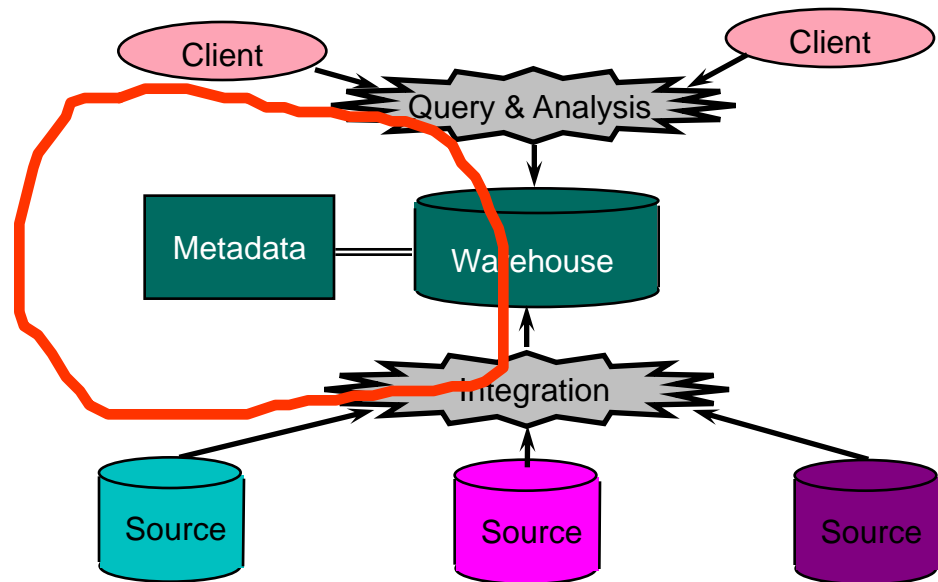 Client
Client
Query & Analysis
Metadata
Warehouse
Integration
Source
Source
Source